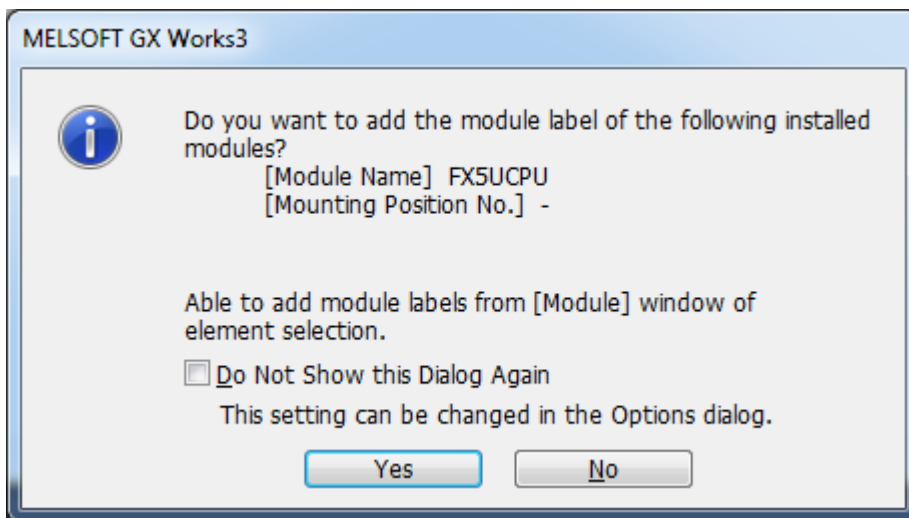 MELSOFT GX Works3
Do you want to add the module label of the following installed
modules?
[Module Name] FX5UCPU
[Mounting Position No.] -
Able to add module labels from [Module] window of
element selection.
Do Not Show this Dialog Again
This setting can be changed in the Options dialog.
Yes
No